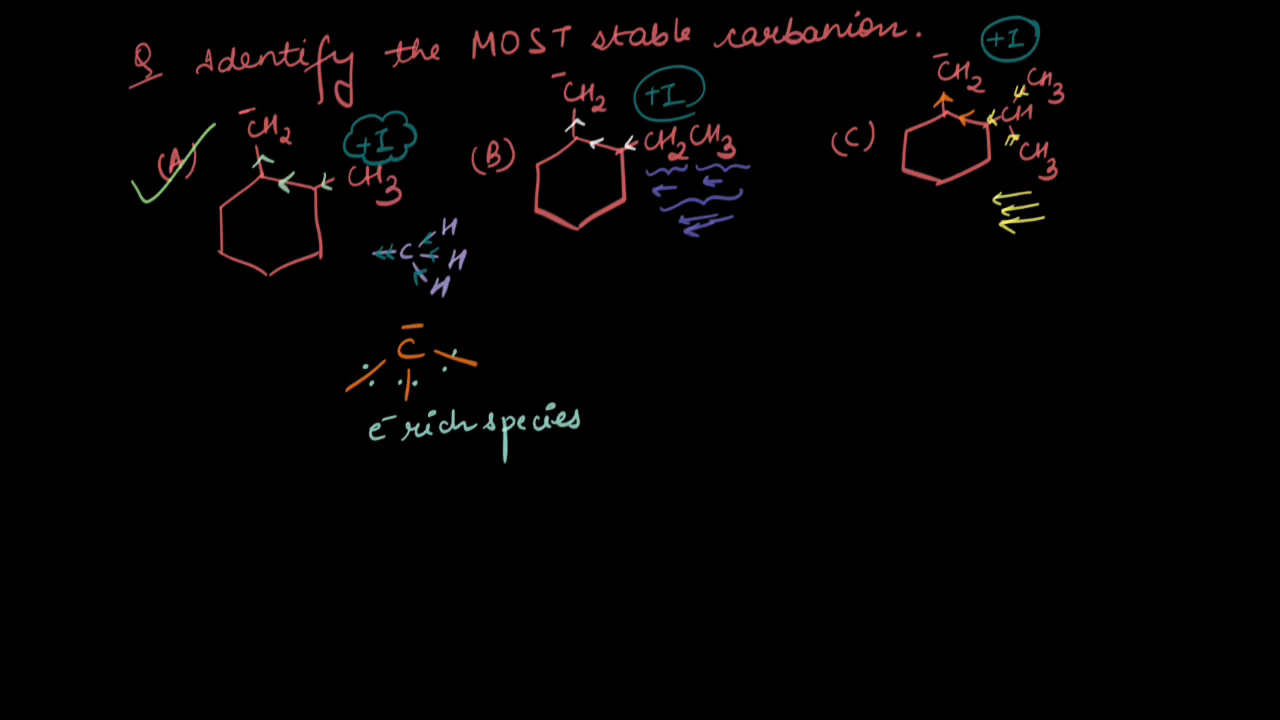 Q Identify the MOST stable carbanion.
(A) ⁻CH₂ CH₃ +I
(B) ⁻CH₂ CH₂CH₃ +I
(C) ⁻CH₂ CH CH₃ CH₃ +I
C H H H
C⁻
e⁻ rich species